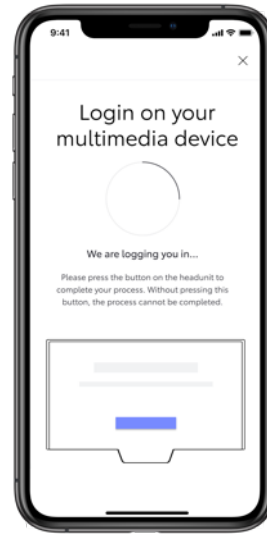 9:41
Login on your
multimedia device
We are logging you in...
Please press the button on the headunit to
complete your process. Without pressing this
button, the process cannot be completed.